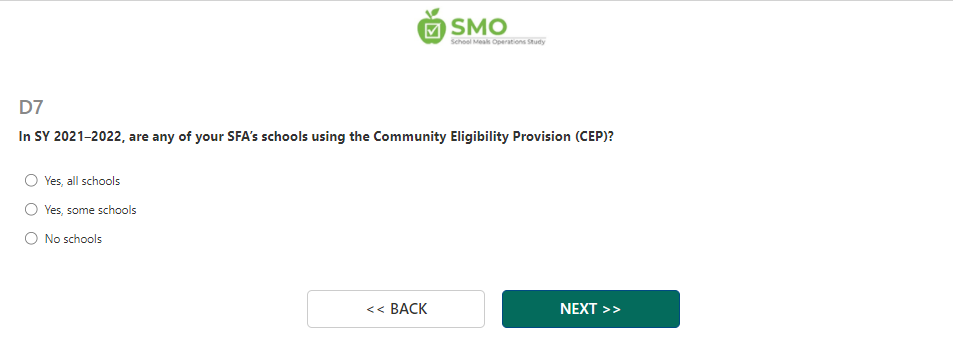 SMO
School Meals Operations Study
D7
In SY 2021–2022, are any of your SFA's schools using the Community Eligibility Provision (CEP)?
Yes, all schools
Yes, some schools
No schools
<< BACK
NEXT >>